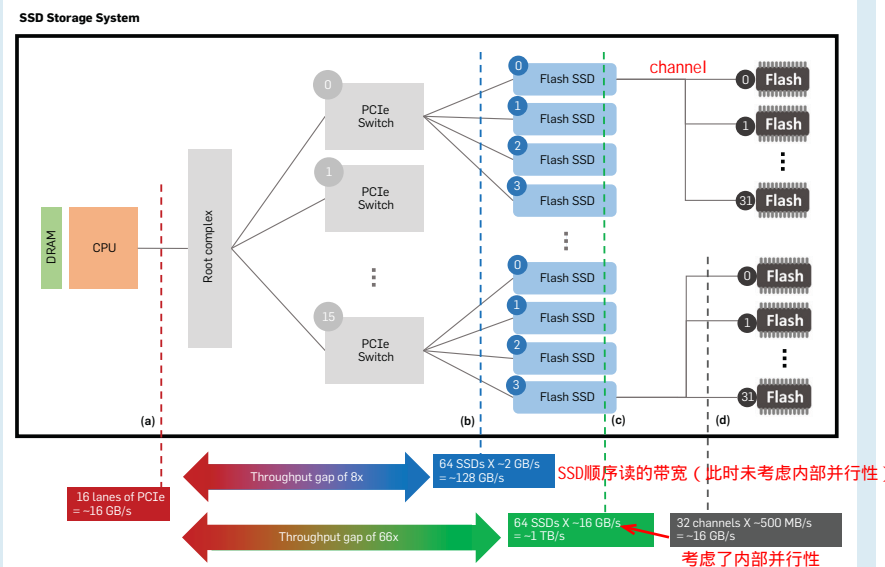 SSD Storage System
DRAM
CPU
Root complex
0
PCIe
Switch
1
PCIe
Switch
15
PCIe
Switch
0
Flash SSD
1
Flash SSD
2
Flash SSD
3
Flash SSD
0
Flash SSD
1
Flash SSD
2
Flash SSD
3
Flash SSD
channel
0
Flash
1
Flash
31
Flash
0
Flash
1
Flash
31
Flash
(a)
(b)
(c)
(d)
Throughput gap of 8x
64 SSDs X ~2 GB/s
= ~128 GB/s
SSD顺序读的带宽（此时未考虑内部并行性）
16 lanes of PCIe
= ~16 GB/s
Throughput gap of 66x
64 SSDs X ~16 GB/s
= ~1 TB/s
32 channels X ~500 MB/s
= ~16 GB/s
考虑了内部并行性